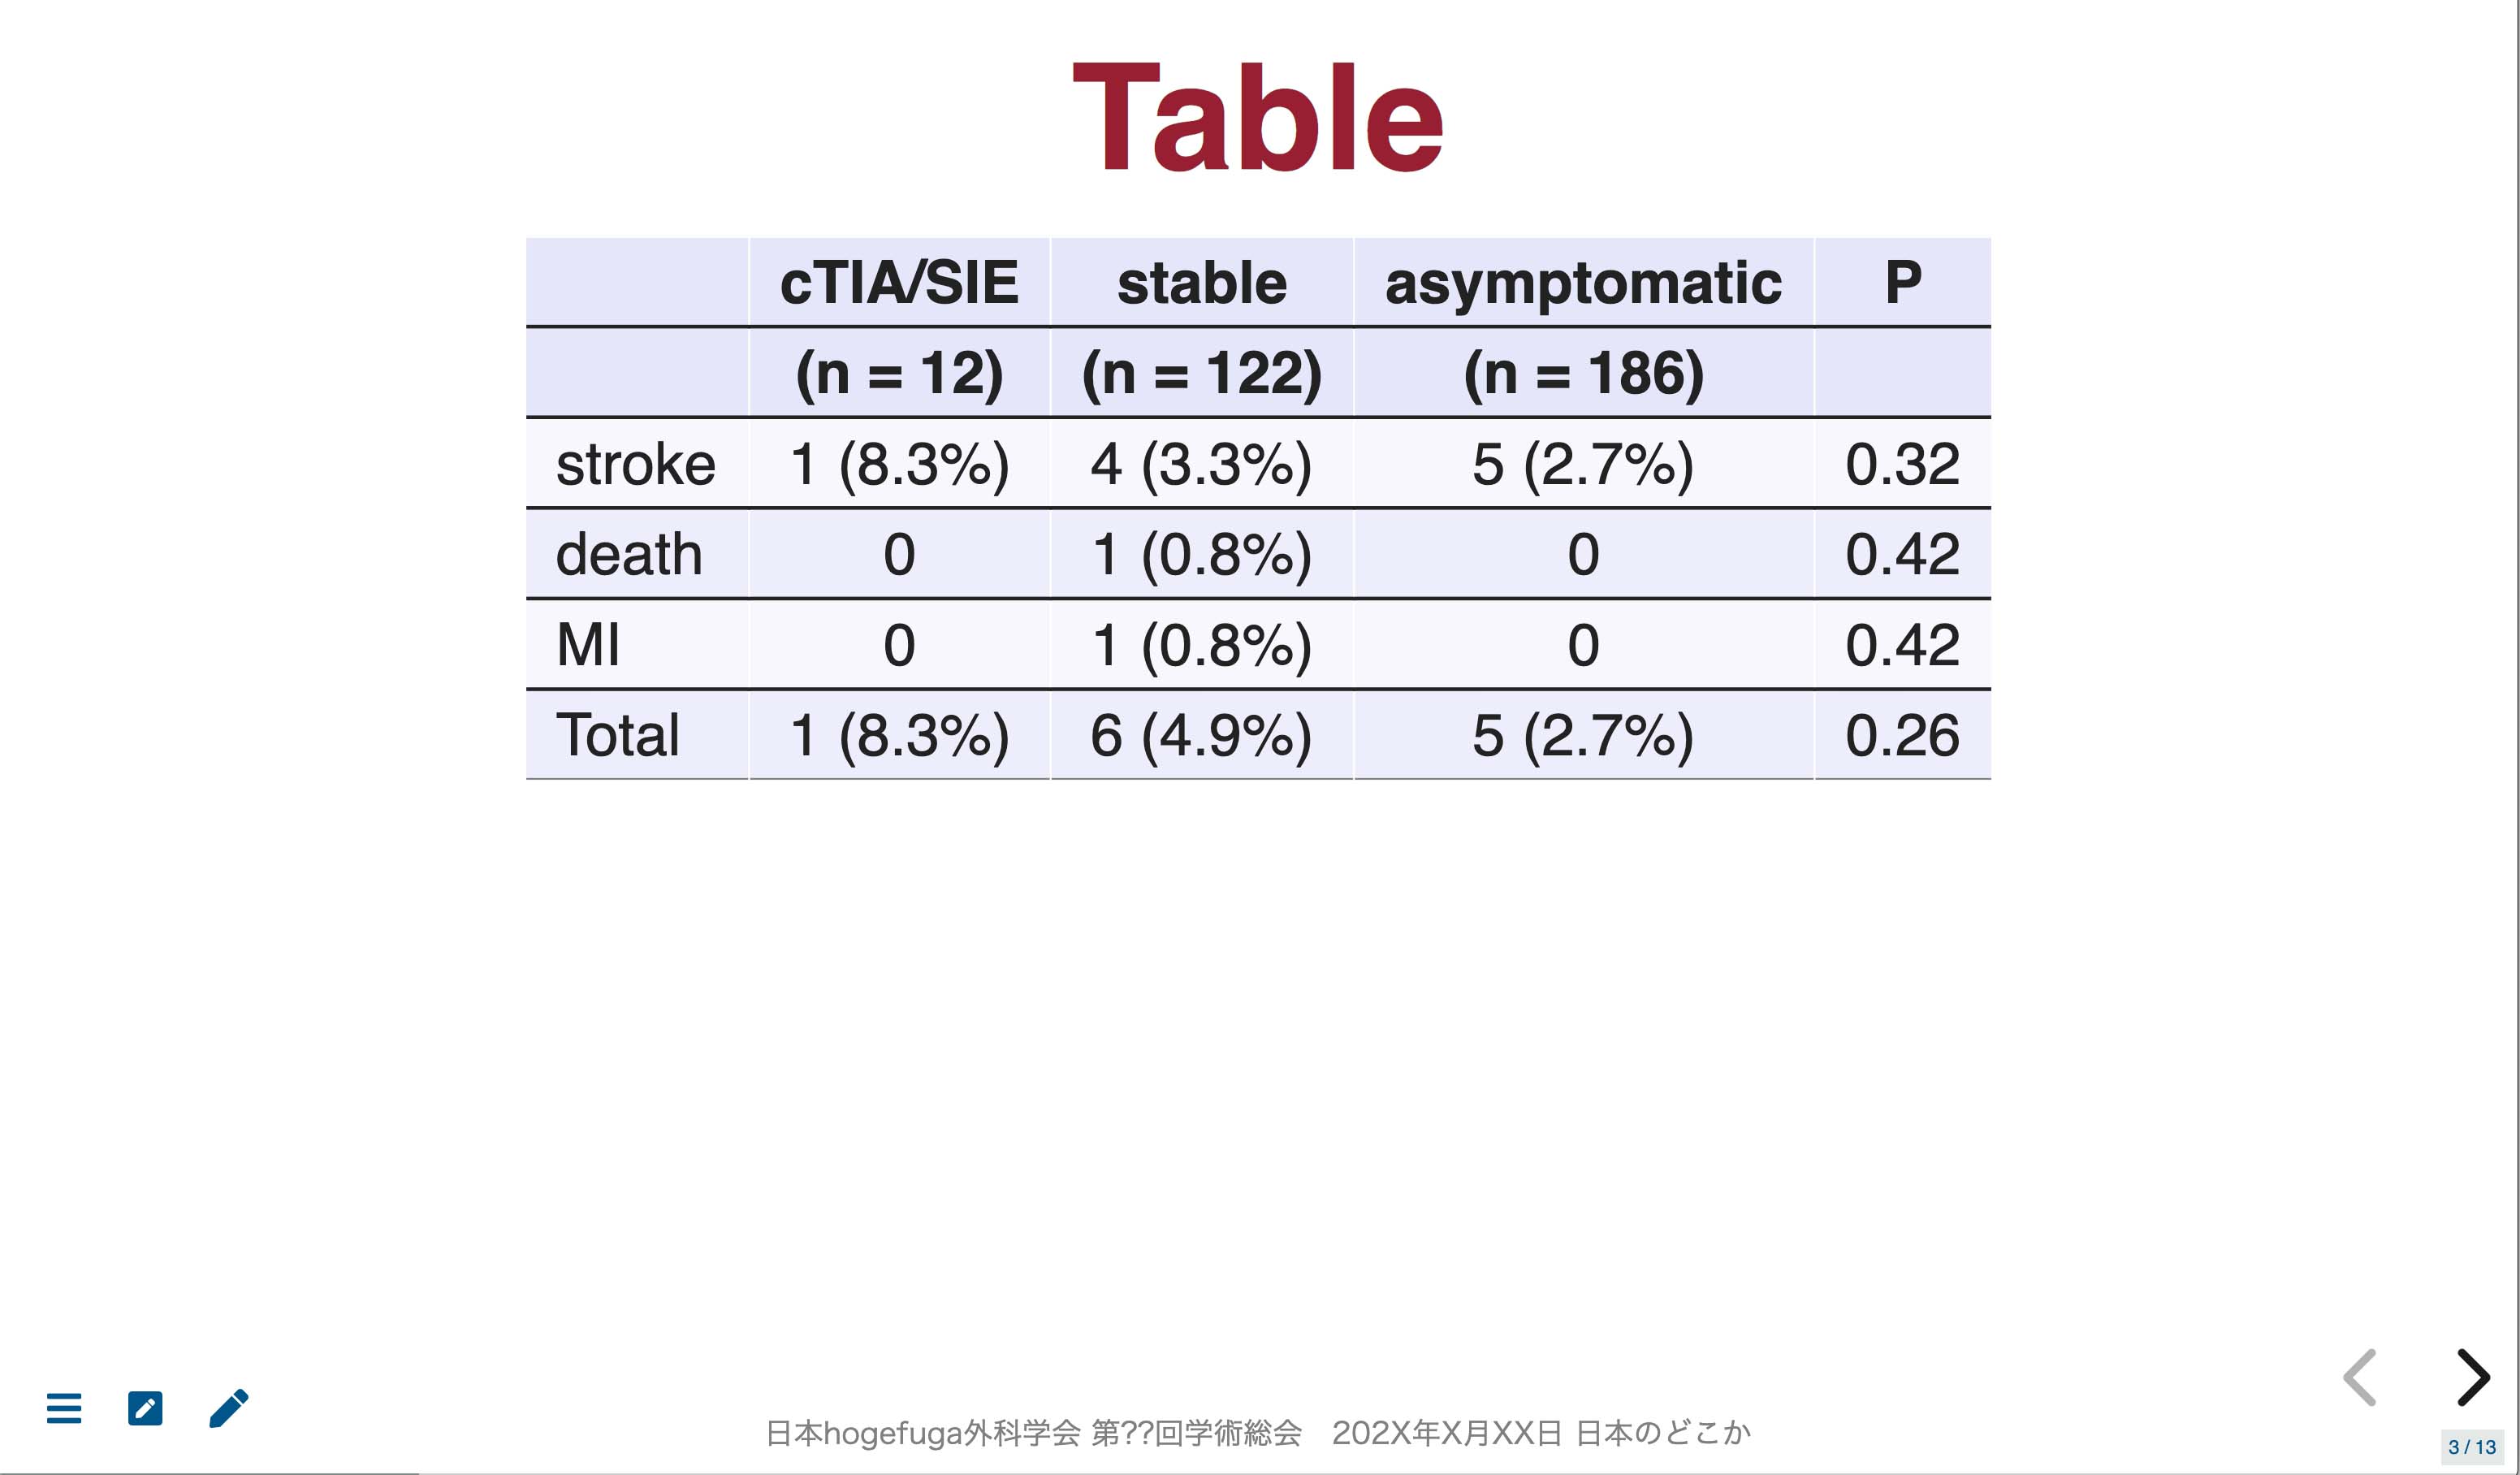 Table
cTIA/SIE stable asymptomatic P
(n = 12) (n = 122) (n = 186)
stroke 1 (8.3%) 4 (3.3%) 5 (2.7%) 0.32
death 0 1 (0.8%) 0 0.42
MI 0 1 (0.8%) 0 0.42
Total 1 (8.3%) 6 (4.9%) 5 (2.7%) 0.26
日本hogefuga外科学会 第??回学術総会　202X年X月XX日 日本のどこか
3 / 13